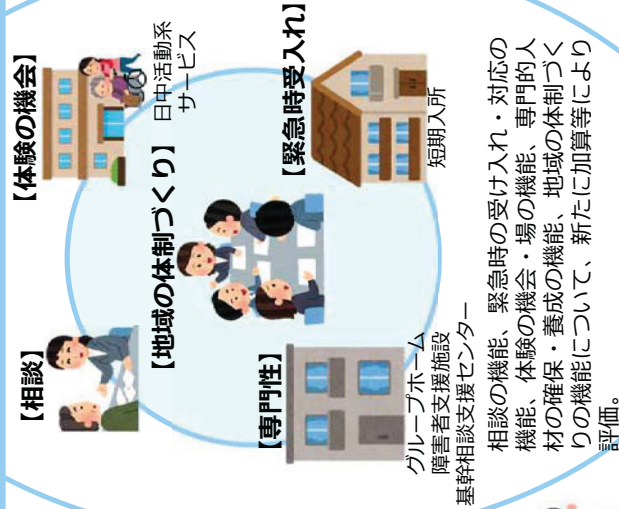 【相談】
【体験の機会】
日中活動系
サービス
【地域の体制づくり】
【専門性】
【緊急時受入れ】
グループホーム
障害者支援施設
基幹相談支援センター
短期入所
相談の機能、緊急時の受け入れ・対応の
機能、体験の機会・場の機能、専門的人
材の確保・養成の機能、地域の体制づく
りの機能について、新たに加算等により
評価。